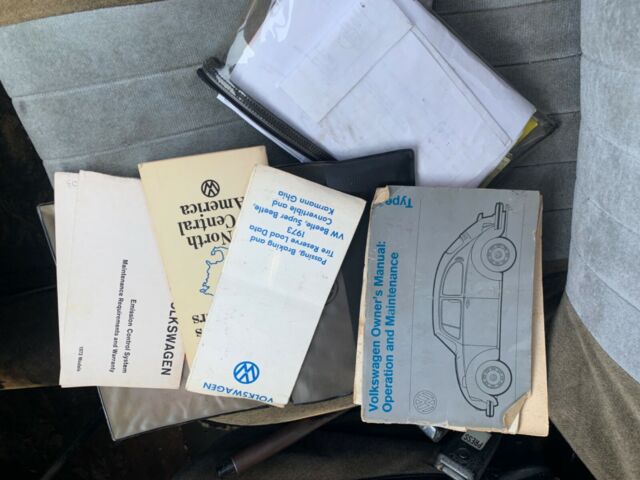 Emission Control System
Maintenance Requirements and Warranty
1973 Models
VOLKSWAGEN
North
Central
America
Passing, Braking and
Tire Reserve Load Data
1973
VW Beetle, Super Beetle,
Convertible and
Karmann Ghia
VOLKSWAGEN
Type
Volkswagen Owner's Manual:
Operation and Maintenance
PRESS